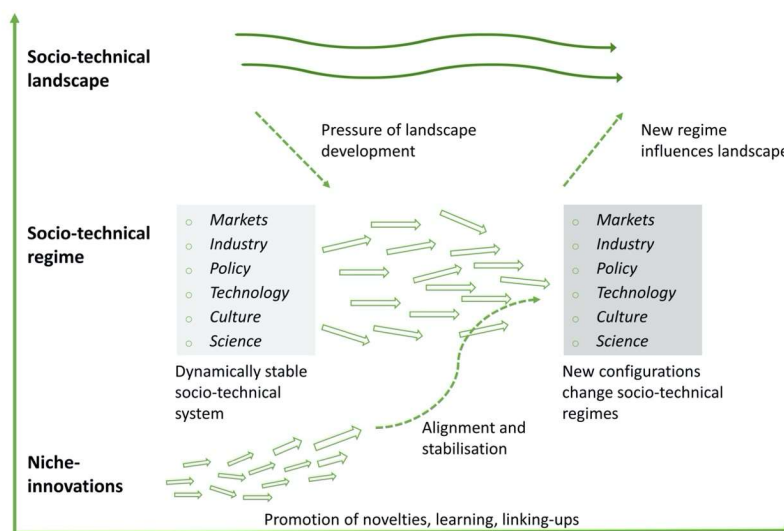 Socio-technical
landscape
Pressure of landscape
development
New regime
influences landscape
Socio-technical
regime
Markets
Industry
Policy
Technology
Culture
Science
Dynamically stable
socio-technical
system
Markets
Industry
Policy
Technology
Culture
Science
New configurations
change socio-technical
regimes
Alignment and
stabilisation
Niche-
innovations
Promotion of novelties, learning, linking-ups